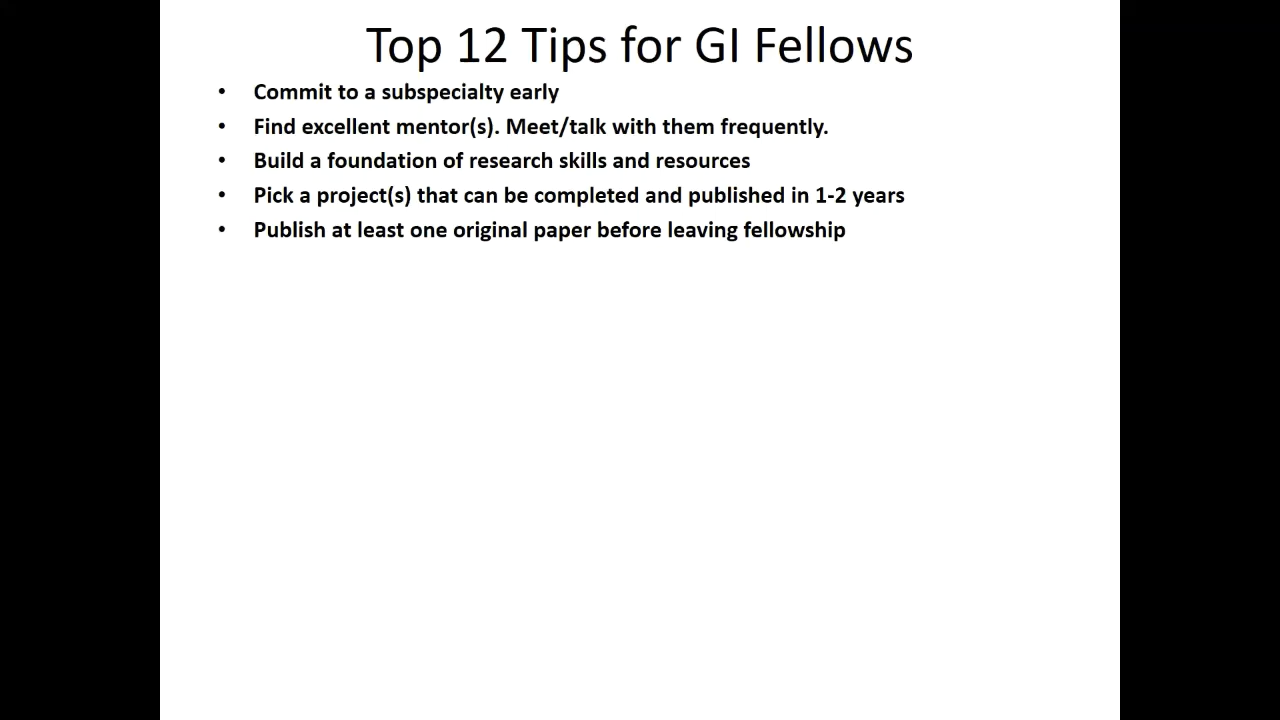 Top 12 Tips for GI Fellows
• Commit to a subspecialty early
• Find excellent mentor(s). Meet/talk with them frequently.
• Build a foundation of research skills and resources
• Pick a project(s) that can be completed and published in 1-2 years
• Publish at least one original paper before leaving fellowship